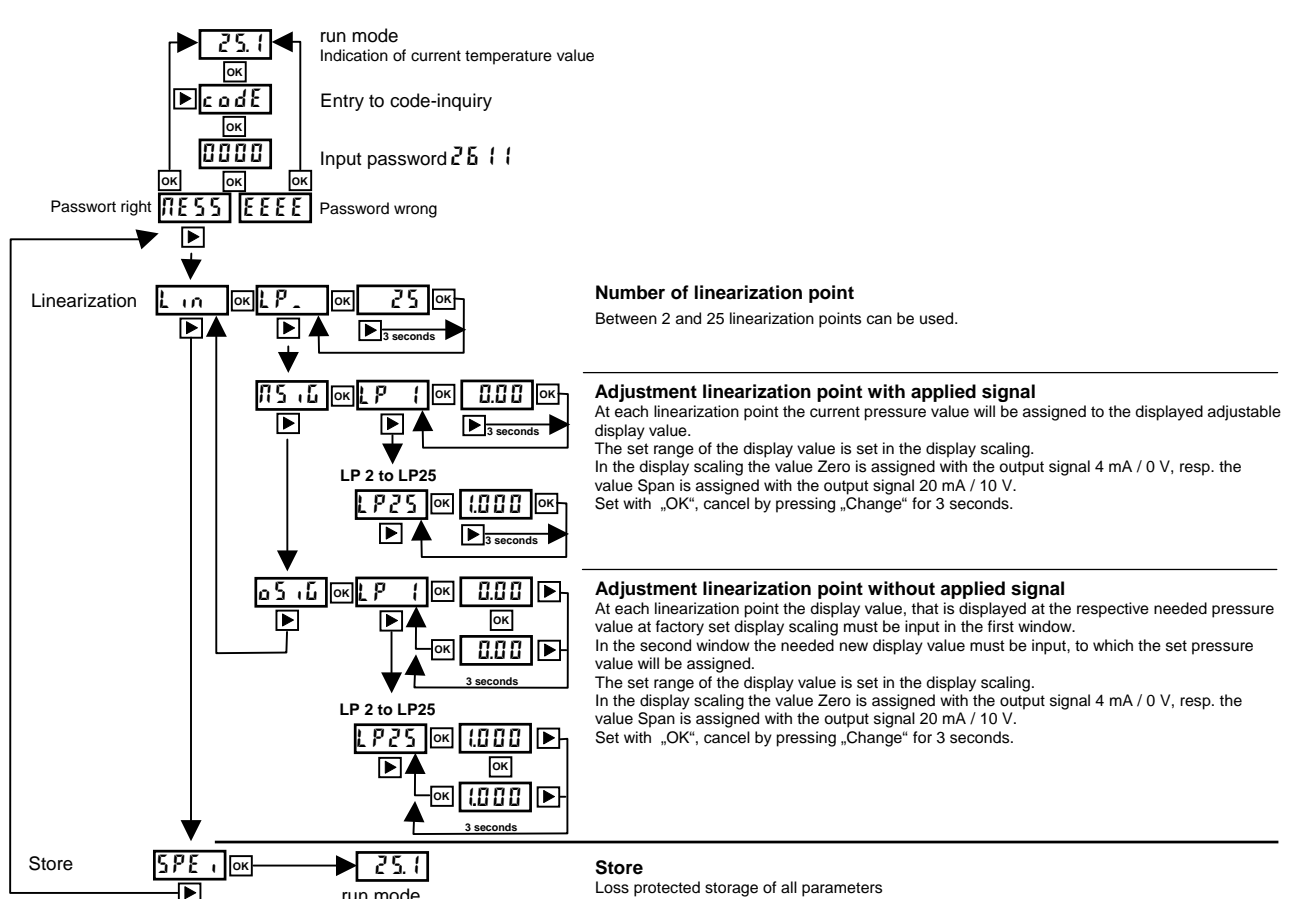 25.1
run mode
Indication of current temperature value
OK
codE
Entry to code-inquiry
OK
0000
Input password 2611
OK OK OK
Passwort right MESS EEEE Password wrong
Linearization Lin OK LP_ OK 25 OK
3 seconds
Number of linearization point
Between 2 and 25 linearization points can be used.
MSiG OK LP 1 OK 0.00 OK
3 seconds
LP 2 to LP25
LP25 OK 1.000 OK
3 seconds
Adjustment linearization point with applied signal
At each linearization point the current pressure value will be assigned to the displayed adjustable
display value.
The set range of the display value is set in the display scaling.
In the display scaling the value Zero is assigned with the output signal 4 mA / 0 V, resp. the
value Span is assigned with the output signal 20 mA / 10 V.
Set with „OK“, cancel by pressing „Change“ for 3 seconds.
oSiG OK LP 1 OK 0.00
OK
OK 0.00
3 seconds
LP 2 to LP25
LP25 OK 1.000
OK
OK 1.000
3 seconds
Adjustment linearization point without applied signal
At each linearization point the display value, that is displayed at the respective needed pressure
value at factory set display scaling must be input in the first window.
In the second window the needed new display value must be input, to which the set pressure
value will be assigned.
The set range of the display value is set in the display scaling.
In the display scaling the value Zero is assigned with the output signal 4 mA / 0 V, resp. the
value Span is assigned with the output signal 20 mA / 10 V.
Set with „OK“, cancel by pressing „Change“ for 3 seconds.
Store SPEi OK 25.1
run mode
Store
Loss protected storage of all parameters